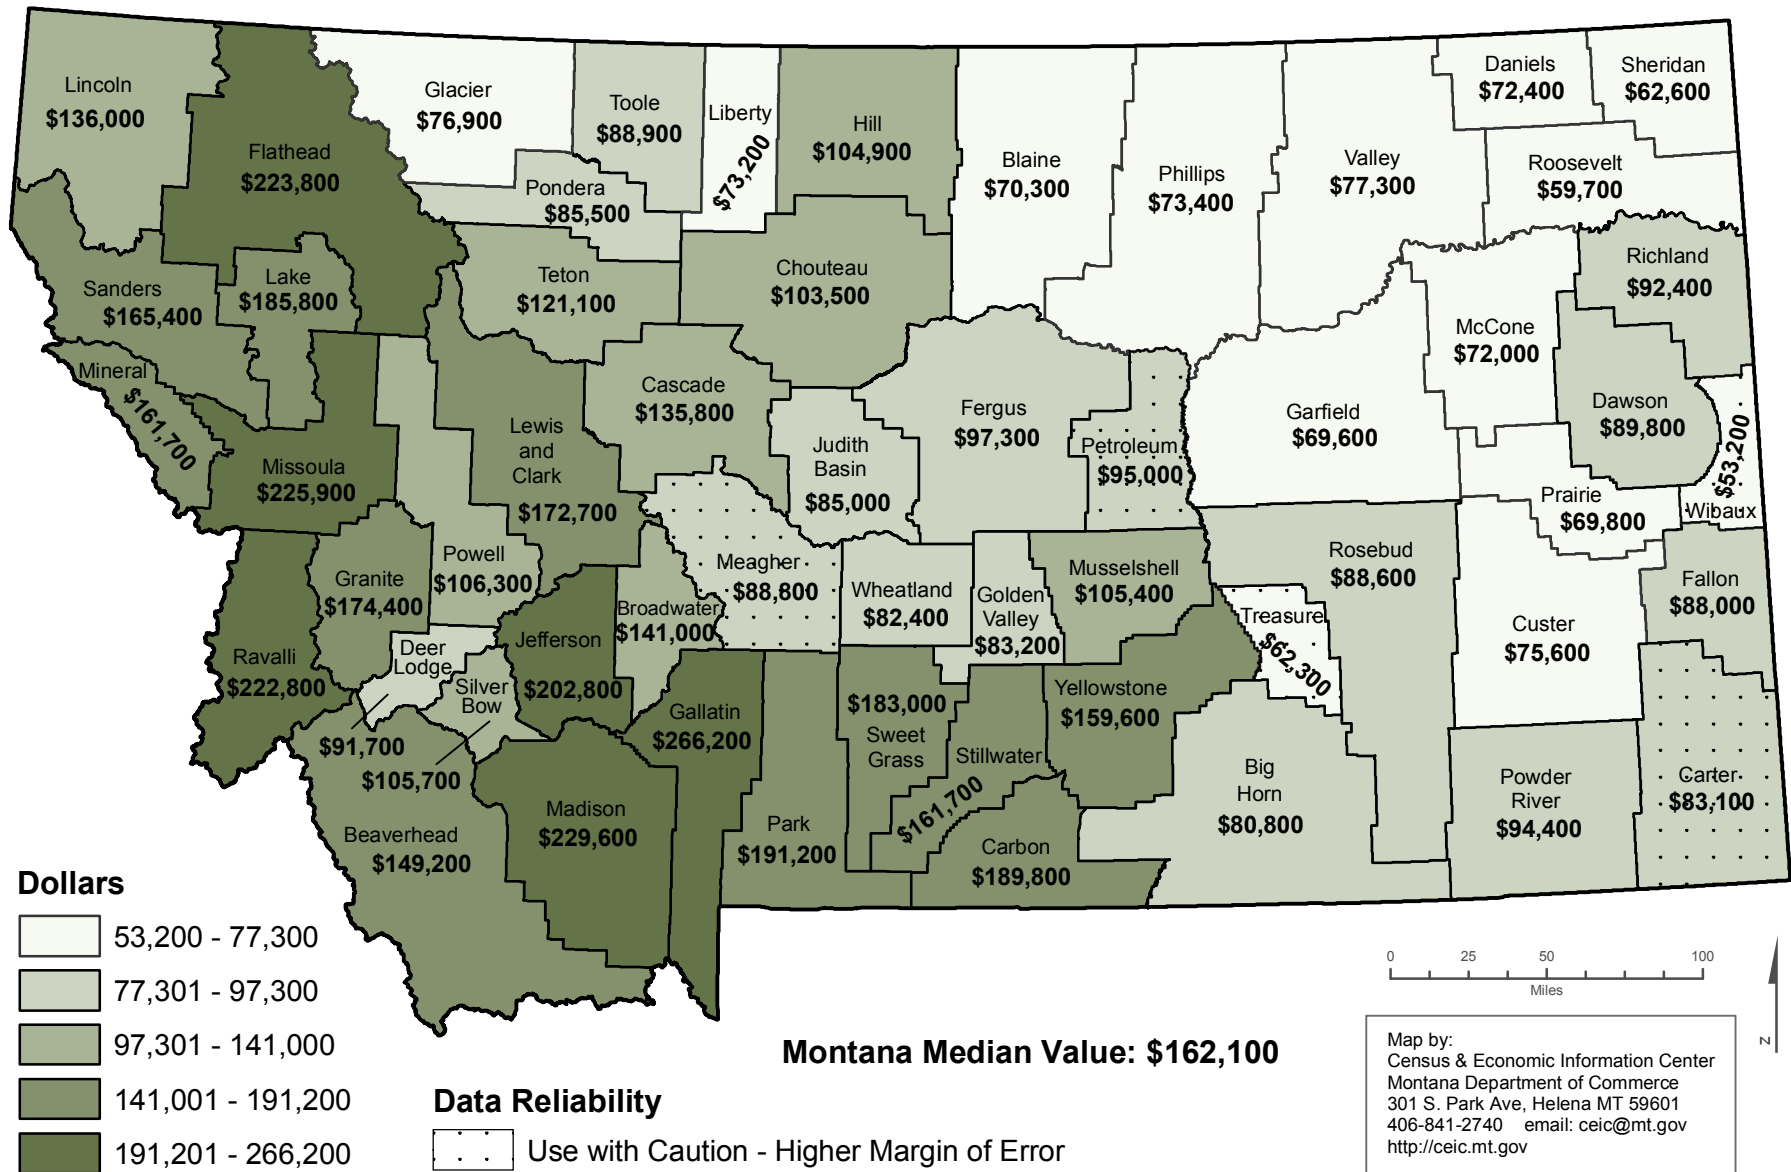 Lincoln
$136,000
Flathead
$223,800
Glacier
$76,900
Toole
$88,900
Liberty
$73,200
Hill
$104,900
Blaine
$70,300
Phillips
$73,400
Valley
$77,300
Daniels
$72,400
Sheridan
$62,600
Roosevelt
$59,700
Pondera
$85,500
Sanders
$165,400
Lake
$185,800
Teton
$121,100
Chouteau
$103,500
Richland
$92,400
McCone
$72,000
Mineral
$161,700
Missoula
$225,900
Lewis
and
Clark
$172,700
Cascade
$135,800
Judith
Basin
$85,000
Fergus
$97,300
Petroleum
$95,000
Garfield
$69,600
Dawson
$89,800
Prairie
$69,800
$53,200
Wibaux
Granite
$174,400
Powell
$106,300
Meagher
$88,800
Wheatland
$82,400
Golden
Valley
$83,200
Musselshell
$105,400
Rosebud
$88,600
Treasure
$62,300
Custer
$75,600
Fallon
$88,000
Ravalli
$222,800
Deer
Lodge
$91,700
Silver
Bow
$105,700
Jefferson
$202,800
Broadwater
$141,000
Gallatin
$266,200
$183,000
Sweet
Grass
Stillwater
$161,700
Yellowstone
$159,600
Beaverhead
$149,200
Madison
$229,600
Park
$191,200
Carbon
$189,800
Big
Horn
$80,800
Powder
River
$94,400
Carter
$83,100
Dollars
53,200 - 77,300
77,301 - 97,300
97,301 - 141,000
141,001 - 191,200
191,201 - 266,200
Montana Median Value: $162,100
Data Reliability
Use with Caution - Higher Margin of Error
0 25 50 100
Miles
N
Map by:
Census & Economic Information Center
Montana Department of Commerce
301 S. Park Ave, Helena MT 59601
406-841-2740 email: ceic@mt.gov
http://ceic.mt.gov